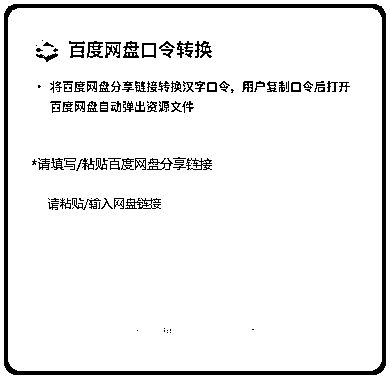 百度网盘口令转换
• 将百度网盘分享链接转换汉字口令，用户复制口令后打开
百度网盘自动弹出资源文件
*请填写/粘贴百度网盘分享链接
请粘贴/输入网盘链接